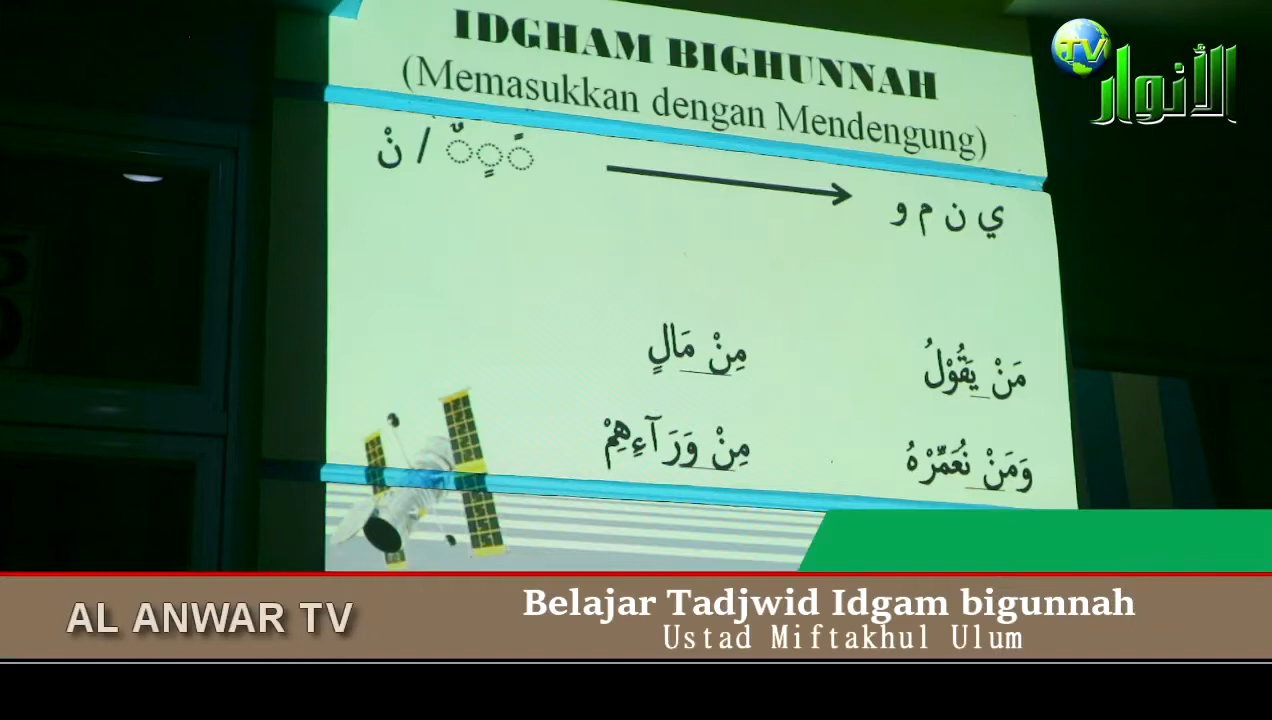 IDGHAM BIGHUNNAH
(Memasukkan dengan Mendengung)
TV الأنوار
نْ / ◌ٌ ◌ٍ ◌ً
ي ن م و
مَنْ يَقُوْلُ
مِنْ مَالٍ
وَمَنْ نُعَمِّرْهُ
مِنْ وَرَآءِهِمْ
AL ANWAR TV
Belajar Tadjwid Idgam bigunnah
Ustad Miftakhul Ulum